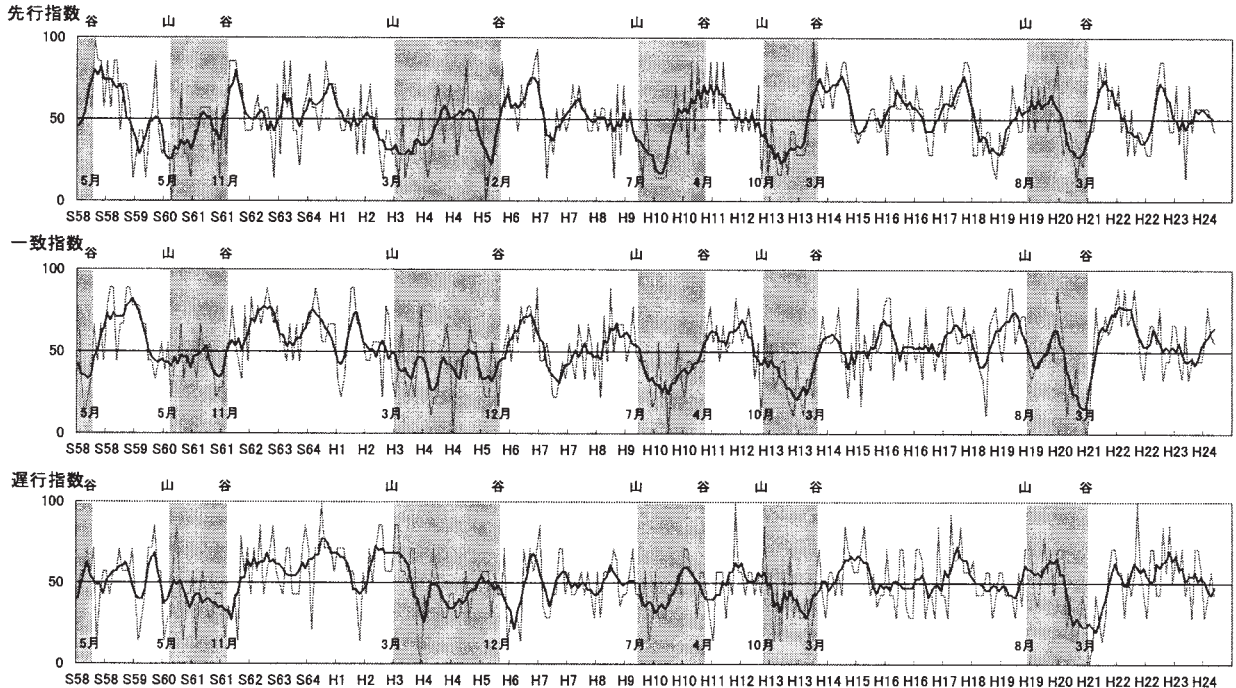 先行指数
谷 山 谷 山 谷 山 谷 山 谷 山 谷
100
50
5月 5月 11月 3月 12月 7月 4月 10月 3月 8月 3月
0
S58 S58 S59 S60 S61 S61 S62 S63 S64 H1 H2 H3 H4 H4 H5 H6 H7 H7 H8 H9 H10 H10 H11 H12 H13 H13 H14 H15 H16 H16 H17 H18 H19 H19 H20 H21 H22 H22 H23 H24
一致指数
谷 山 谷 山 谷 山 谷 山 谷 山 谷
100
50
5月 5月 11月 3月 12月 7月 4月 10月 3月 8月 3月
0
S58 S58 S59 S60 S61 S61 S62 S63 S64 H1 H2 H3 H4 H4 H5 H6 H7 H7 H8 H9 H10 H10 H11 H12 H13 H13 H14 H15 H16 H16 H17 H18 H19 H19 H20 H21 H22 H22 H23 H24
遅行指数
谷 山 谷 山 谷 山 谷 山 谷 山 谷
100
50
5月 5月 11月 3月 12月 7月 4月 10月 3月 8月 3月
0
S58 S58 S59 S60 S61 S61 S62 S63 S64 H1 H2 H3 H4 H4 H5 H6 H7 H7 H8 H9 H10 H10 H11 H12 H13 H13 H14 H15 H16 H16 H17 H18 H19 H19 H20 H21 H22 H22 H23 H24